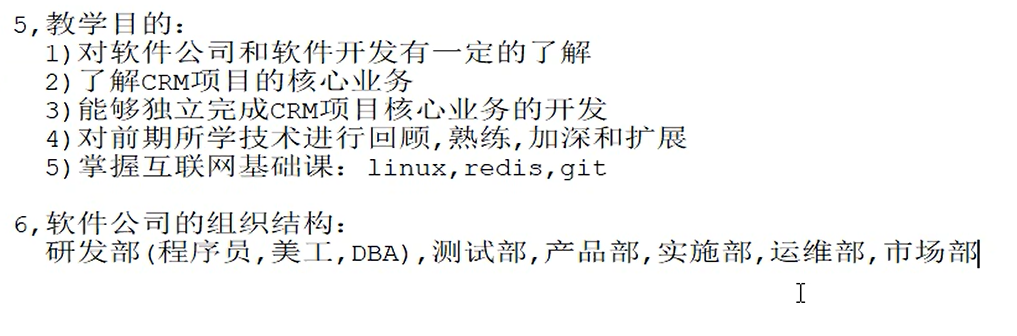 5,教学目的:
1)对软件公司和软件开发有一定的了解
2)了解CRM项目的核心业务
3)能够独立完成CRM项目核心业务的开发
4)对前期所学技术进行回顾,熟练,加深和扩展
5)掌握互联网基础课: linux,redis,git
6,软件公司的组织结构:
研发部(程序员,美工,DBA),测试部,产品部,实施部,运维部,市场部